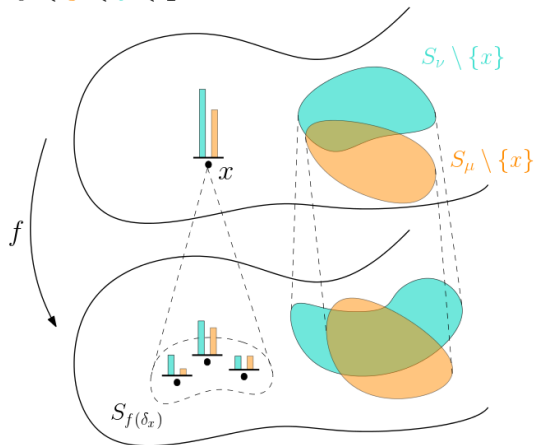 S_ν \ {x}
x
S_μ \ {x}
f
S_{f(δ_x)}